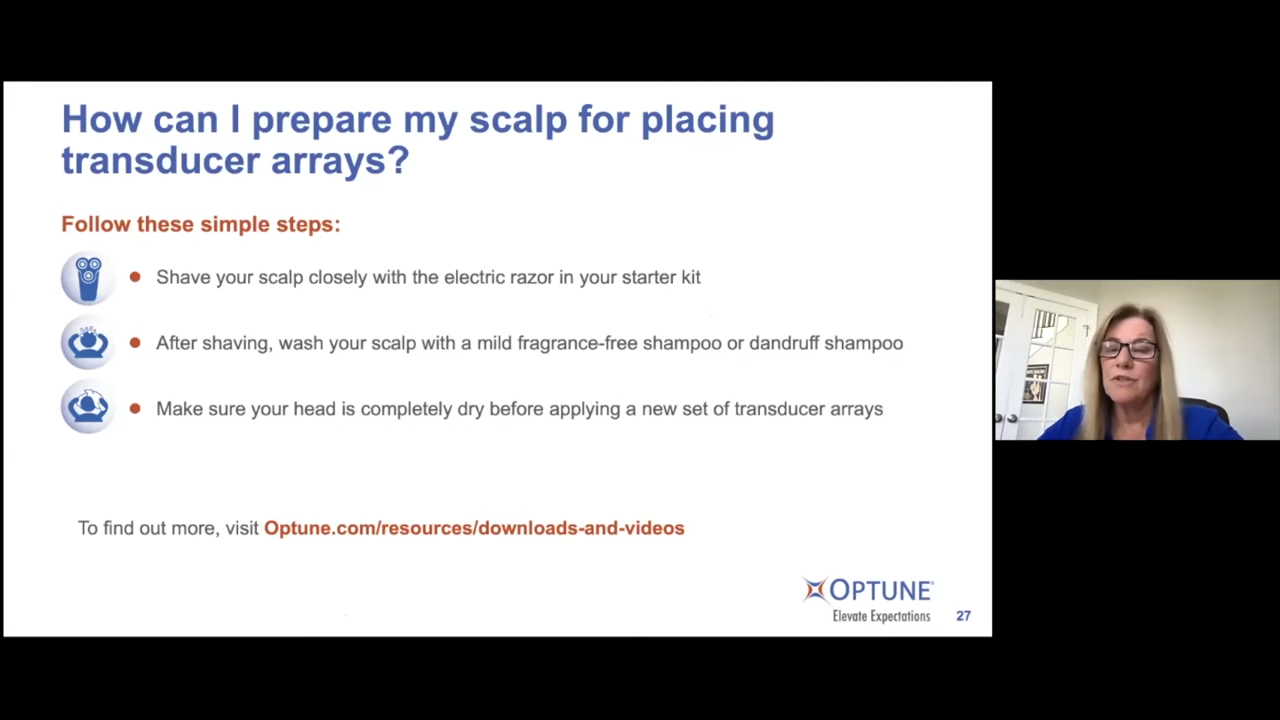 How can I prepare my scalp for placing
transducer arrays?
Follow these simple steps:
● Shave your scalp closely with the electric razor in your starter kit
● After shaving, wash your scalp with a mild fragrance-free shampoo or dandruff shampoo
● Make sure your head is completely dry before applying a new set of transducer arrays
To find out more, visit Optune.com/resources/downloads-and-videos
OPTUNE®
Elevate Expectations
27